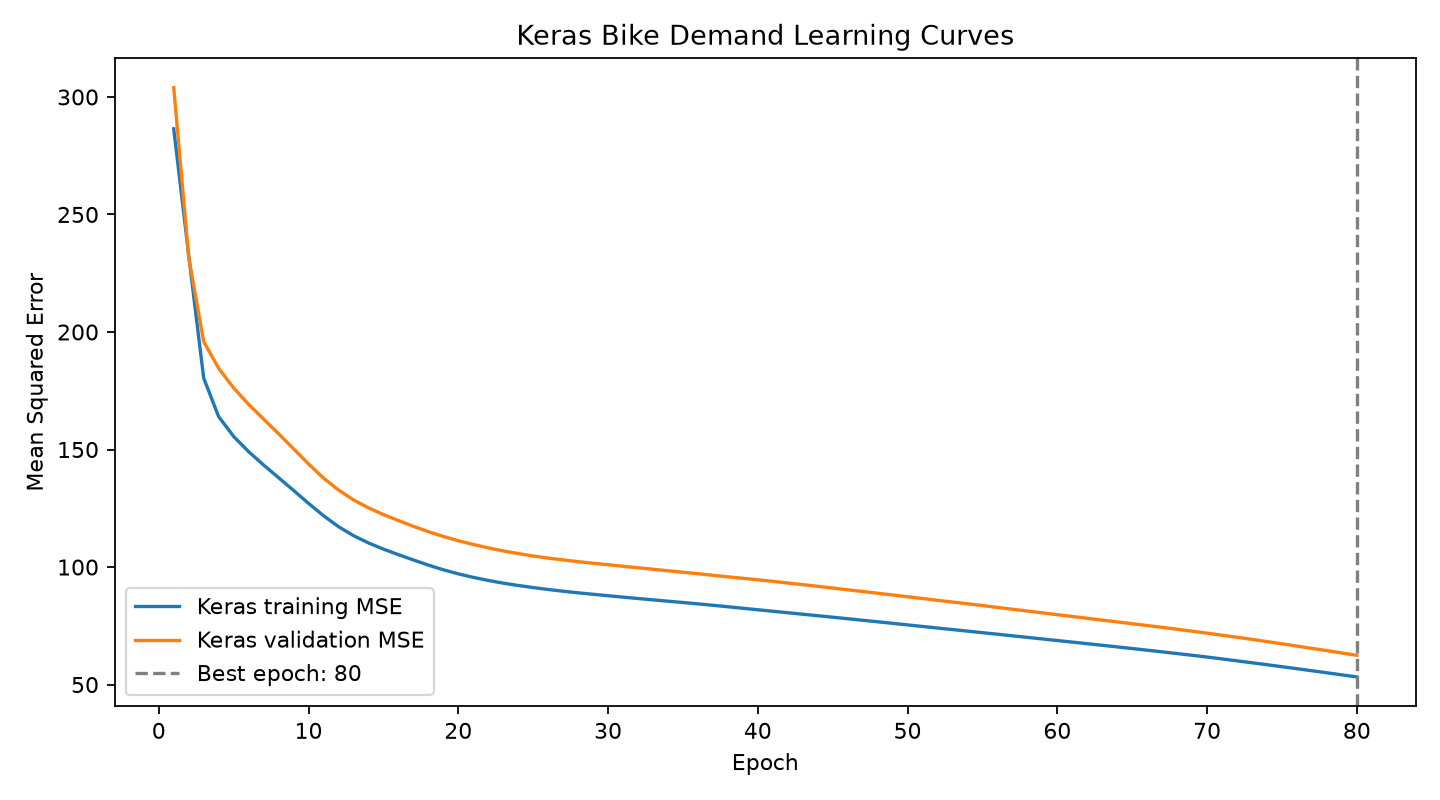 Keras Bike Demand Learning Curves
Mean Squared Error
300
250
200
150
100
50
Keras training MSE
Keras validation MSE
Best epoch: 80
0 10 20 30 40 50 60 70 80
Epoch